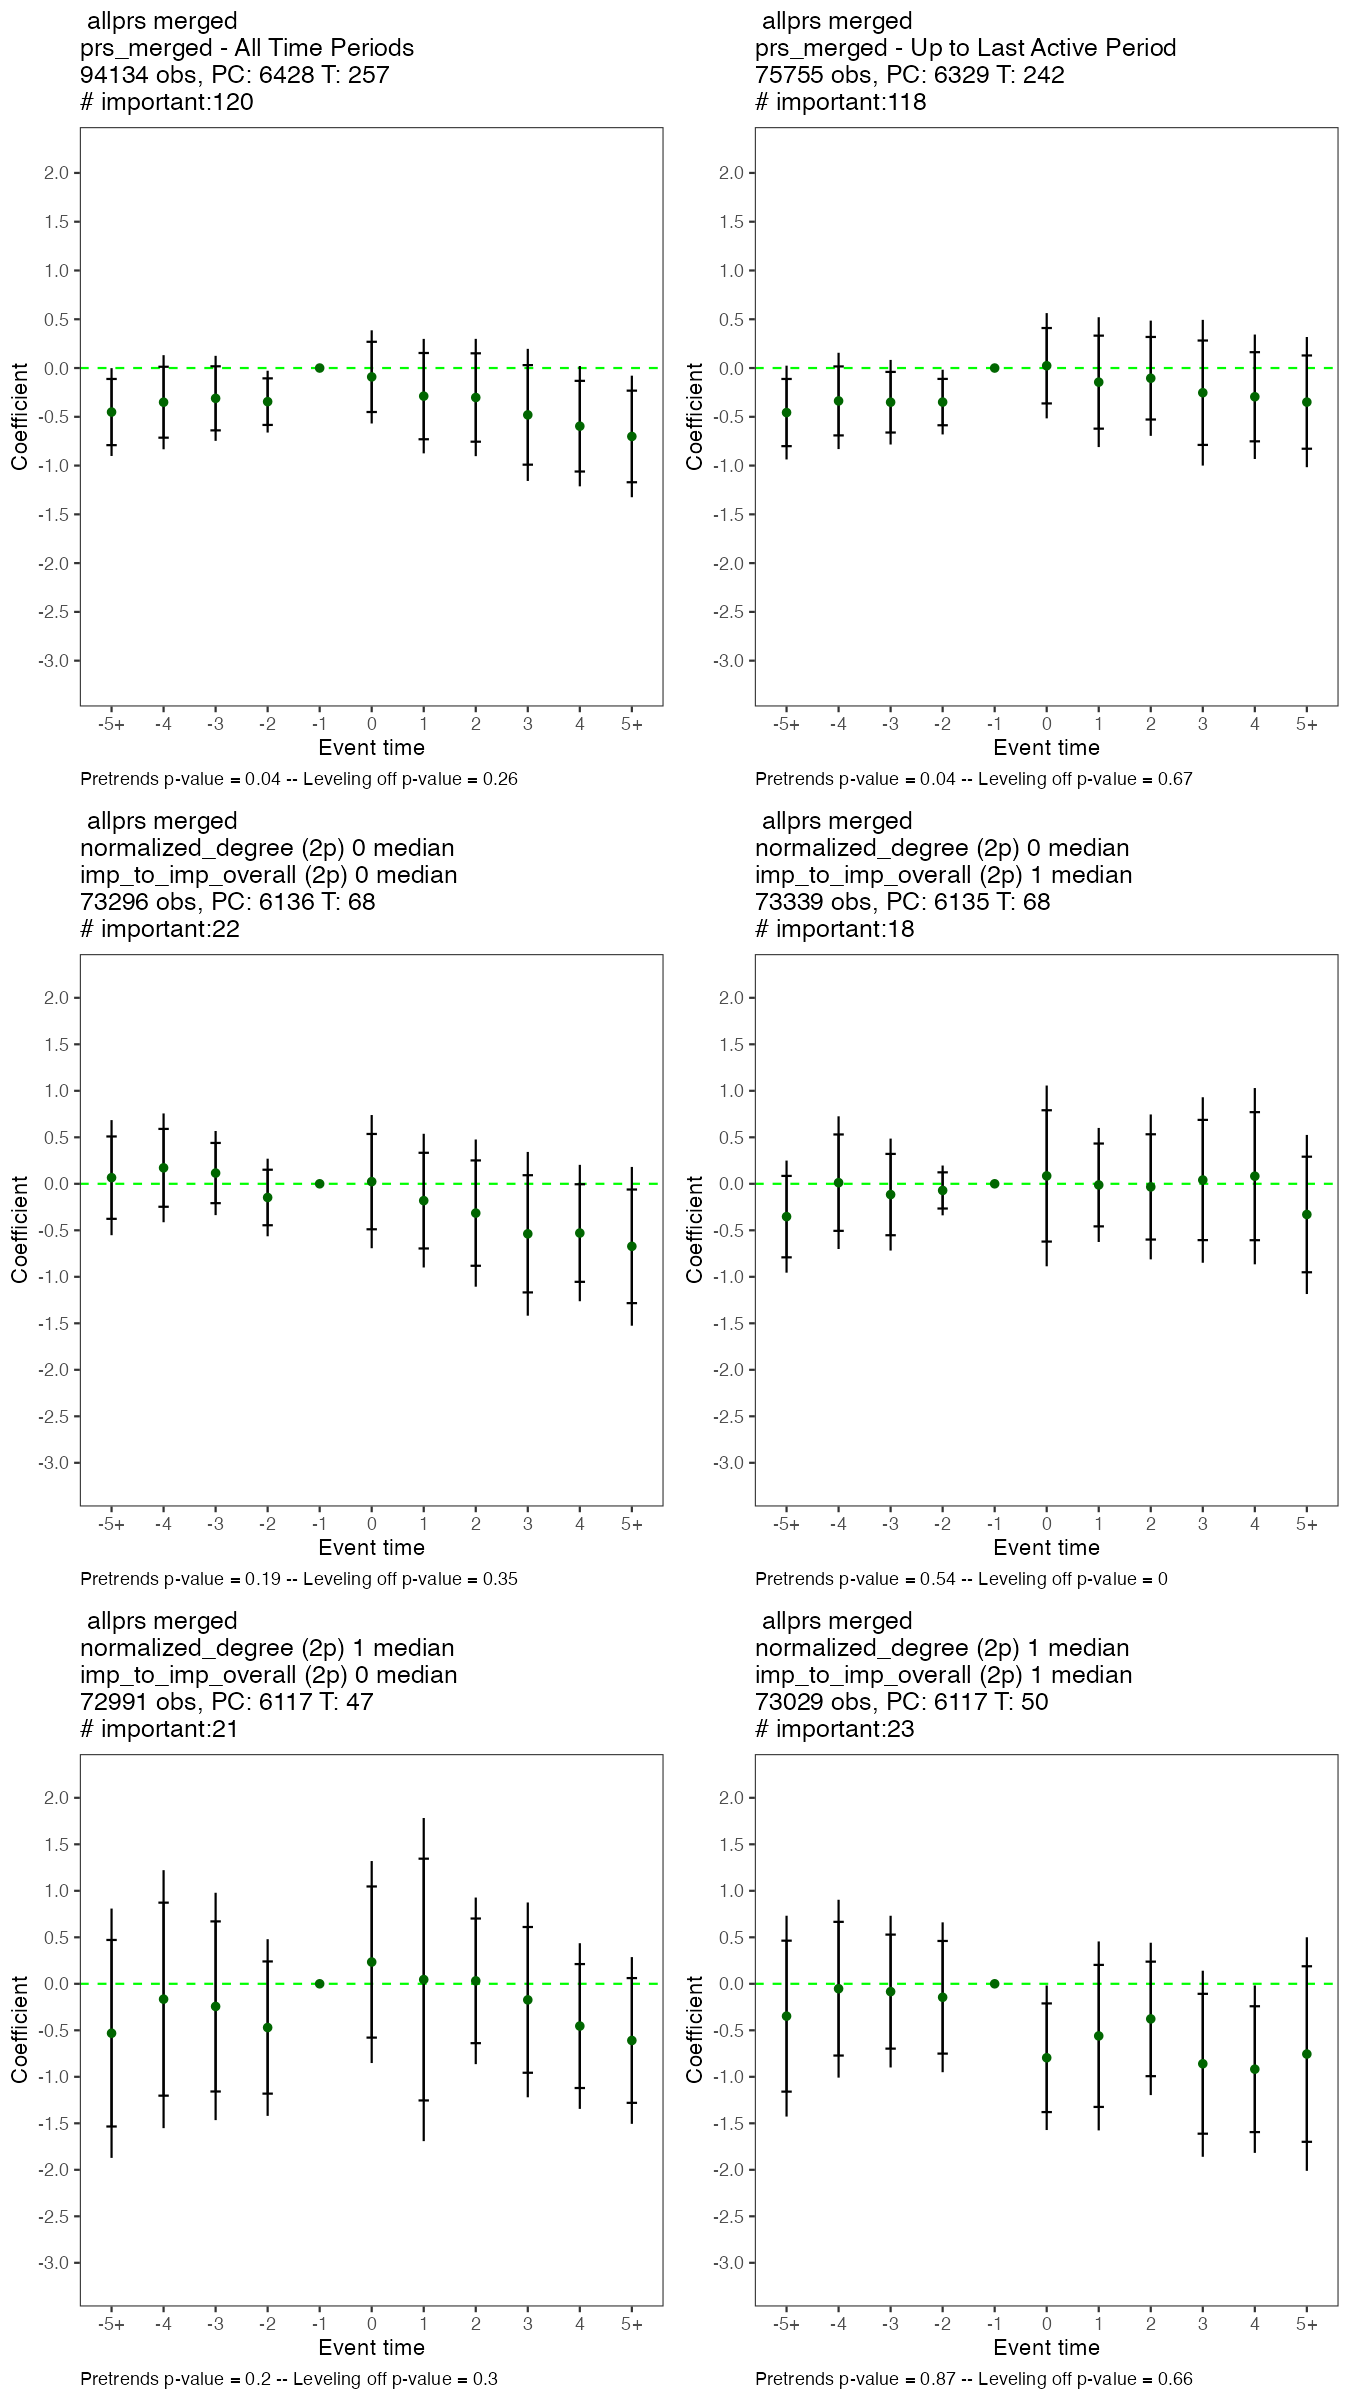 allprs merged
prs_merged - All Time Periods
94134 obs, PC: 6428 T: 257
# important:120
2.0
1.5
1.0
0.5
0.0
-0.5
-1.0
-1.5
-2.0
-2.5
-3.0
Coefficient
-5+ -4 -3 -2 -1 0 1 2 3 4 5+
Event time
Pretrends p-value = 0.04 -- Leveling off p-value = 0.26
allprs merged
prs_merged - Up to Last Active Period
75755 obs, PC: 6329 T: 242
# important:118
2.0
1.5
1.0
0.5
0.0
-0.5
-1.0
-1.5
-2.0
-2.5
-3.0
Coefficient
-5+ -4 -3 -2 -1 0 1 2 3 4 5+
Event time
Pretrends p-value = 0.04 -- Leveling off p-value = 0.67
allprs merged
normalized_degree (2p) 0 median
imp_to_imp_overall (2p) 0 median
73296 obs, PC: 6136 T: 68
# important:22
2.0
1.5
1.0
0.5
0.0
-0.5
-1.0
-1.5
-2.0
-2.5
-3.0
Coefficient
-5+ -4 -3 -2 -1 0 1 2 3 4 5+
Event time
Pretrends p-value = 0.19 -- Leveling off p-value = 0.35
allprs merged
normalized_degree (2p) 0 median
imp_to_imp_overall (2p) 1 median
73339 obs, PC: 6135 T: 68
# important:18
2.0
1.5
1.0
0.5
0.0
-0.5
-1.0
-1.5
-2.0
-2.5
-3.0
Coefficient
-5+ -4 -3 -2 -1 0 1 2 3 4 5+
Event time
Pretrends p-value = 0.54 -- Leveling off p-value = 0
allprs merged
normalized_degree (2p) 1 median
imp_to_imp_overall (2p) 0 median
72991 obs, PC: 6117 T: 47
# important:21
2.0
1.5
1.0
0.5
0.0
-0.5
-1.0
-1.5
-2.0
-2.5
-3.0
Coefficient
-5+ -4 -3 -2 -1 0 1 2 3 4 5+
Event time
Pretrends p-value = 0.2 -- Leveling off p-value = 0.3
allprs merged
normalized_degree (2p) 1 median
imp_to_imp_overall (2p) 1 median
73029 obs, PC: 6117 T: 50
# important:23
2.0
1.5
1.0
0.5
0.0
-0.5
-1.0
-1.5
-2.0
-2.5
-3.0
Coefficient
-5+ -4 -3 -2 -1 0 1 2 3 4 5+
Event time
Pretrends p-value = 0.87 -- Leveling off p-value = 0.66